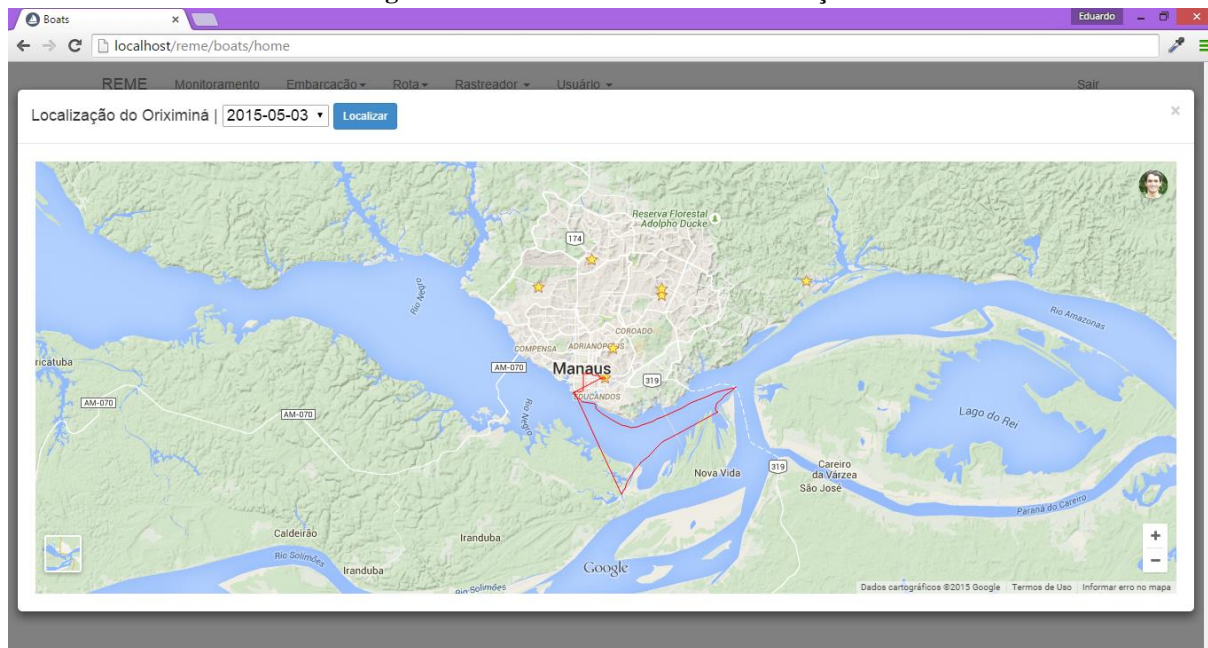 Boats
Eduardo
localhost/reme/boats/home
REME Monitoramento Embarcação Rota Rastreador Usuário Sair
Localização do Oriximiná | 2015-05-03 Localizar
Reserva Florestal
Adolpho Ducke
174
Rio Negro
Rio Amazonas
COROADO
ADRIANÓPOLIS
COMPENSA
ricatuba
AM-070
Manaus
319
AM-070
EDUCANDOS
AM-070
Rio Negro
Lago do Rei
Nova Vida
319
Careiro
da Várzea
São José
Paraná do Careiro
Caldeirão
Iranduba
Rio Solimões
Iranduba
Rio Solimões
Google
Dados cartográficos ©2015 Google Termos de Uso Informar erro no mapa